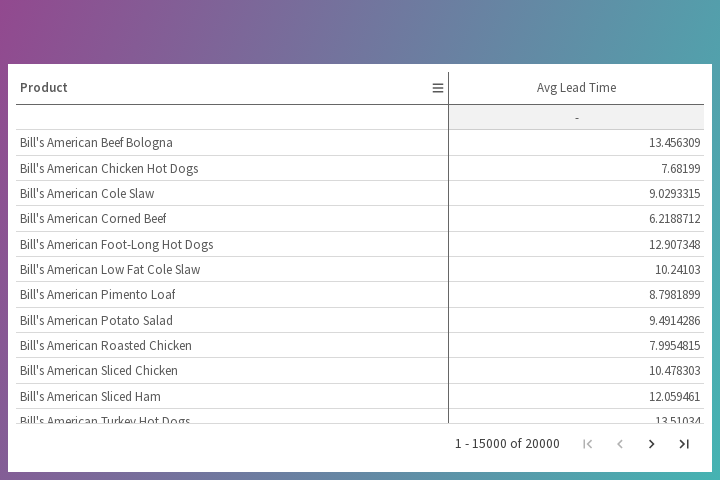 Product Avg Lead Time
-
Bill's American Beef Bologna 13.456309
Bill's American Chicken Hot Dogs 7.68199
Bill's American Cole Slaw 9.0293315
Bill's American Corned Beef 6.2188712
Bill's American Foot-Long Hot Dogs 12.907348
Bill's American Low Fat Cole Slaw 10.24103
Bill's American Pimento Loaf 8.7981899
Bill's American Potato Salad 9.4914286
Bill's American Roasted Chicken 7.9954815
Bill's American Sliced Chicken 10.478303
Bill's American Sliced Ham 12.059461
Bill's American Turkey Hot Dogs 13.51034
1 - 15000 of 20000